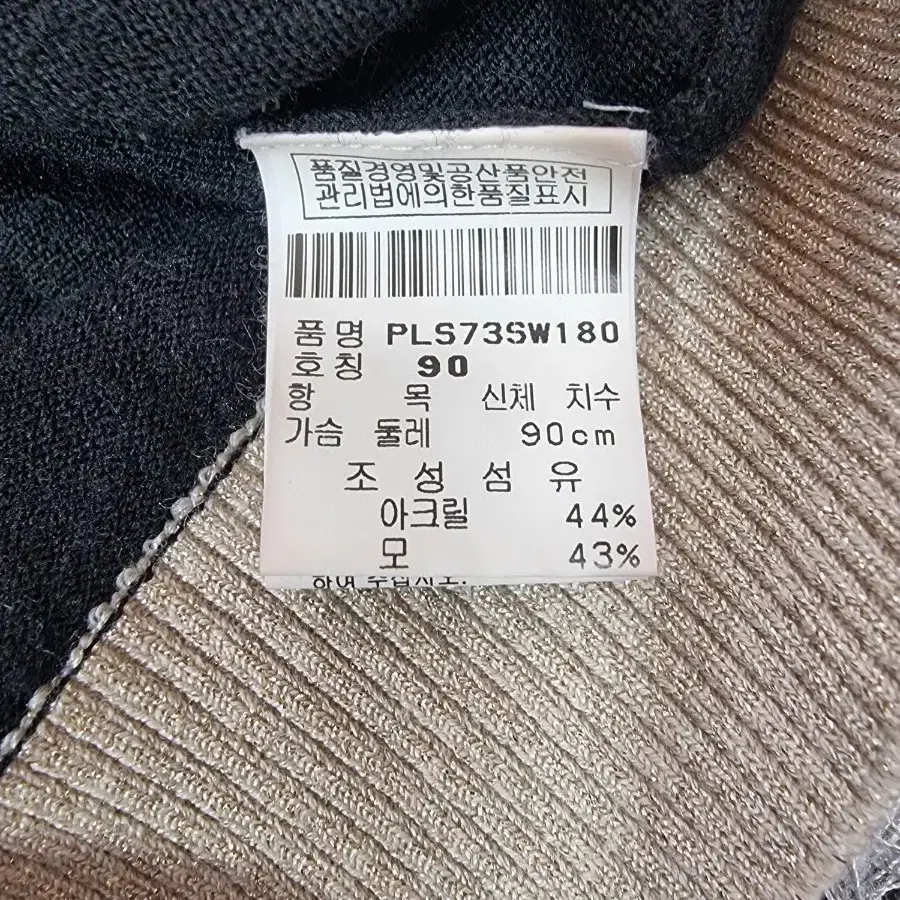 품질경영및공산품안전
관리법에의한품질표시
품명 PLS73SW180
호칭 90
항 목 신체 치수
가슴 둘레 90cm
조성섬유
아크릴 44%
모 43%